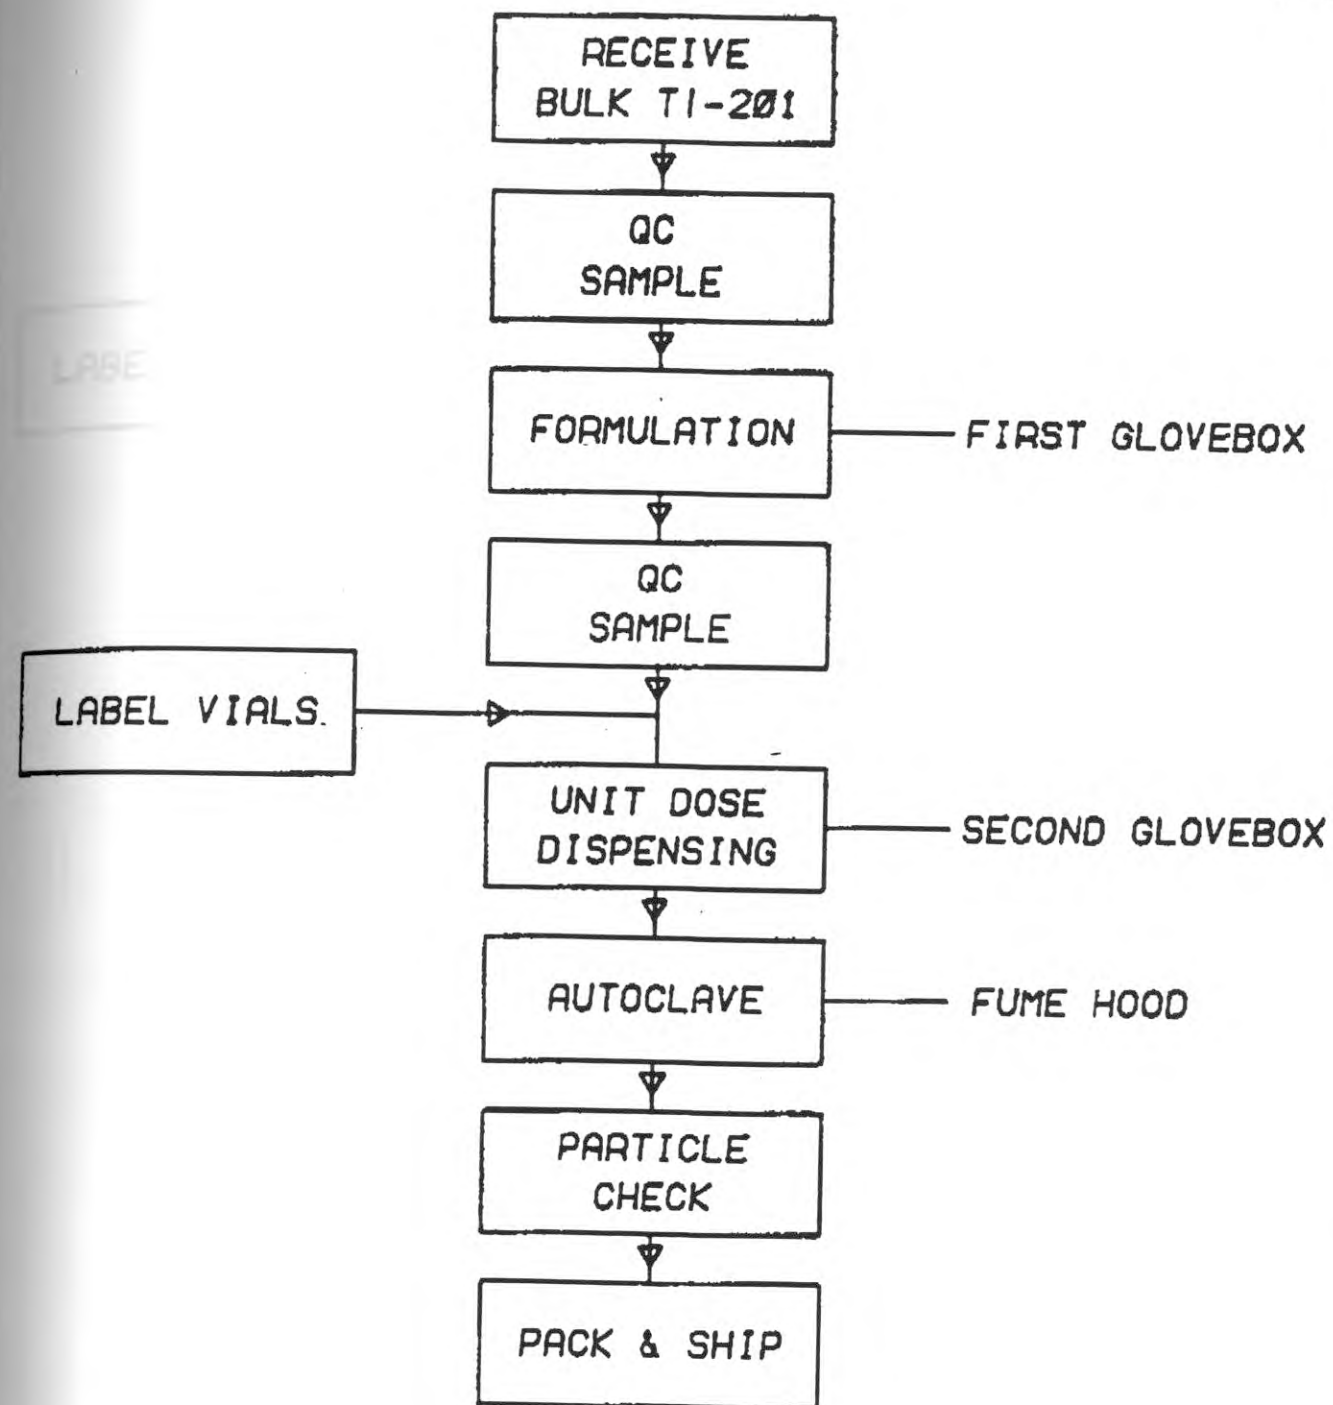 RECEIVE
BULK Tl-201
QC
SAMPLE
FORMULATION
FIRST GLOVEBOX
QC
SAMPLE
LABEL VIALS.
UNIT DOSE
DISPENSING
SECOND GLOVEBOX
AUTOCLAVE
FUME HOOD
PARTICLE
CHECK
PACK & SHIP